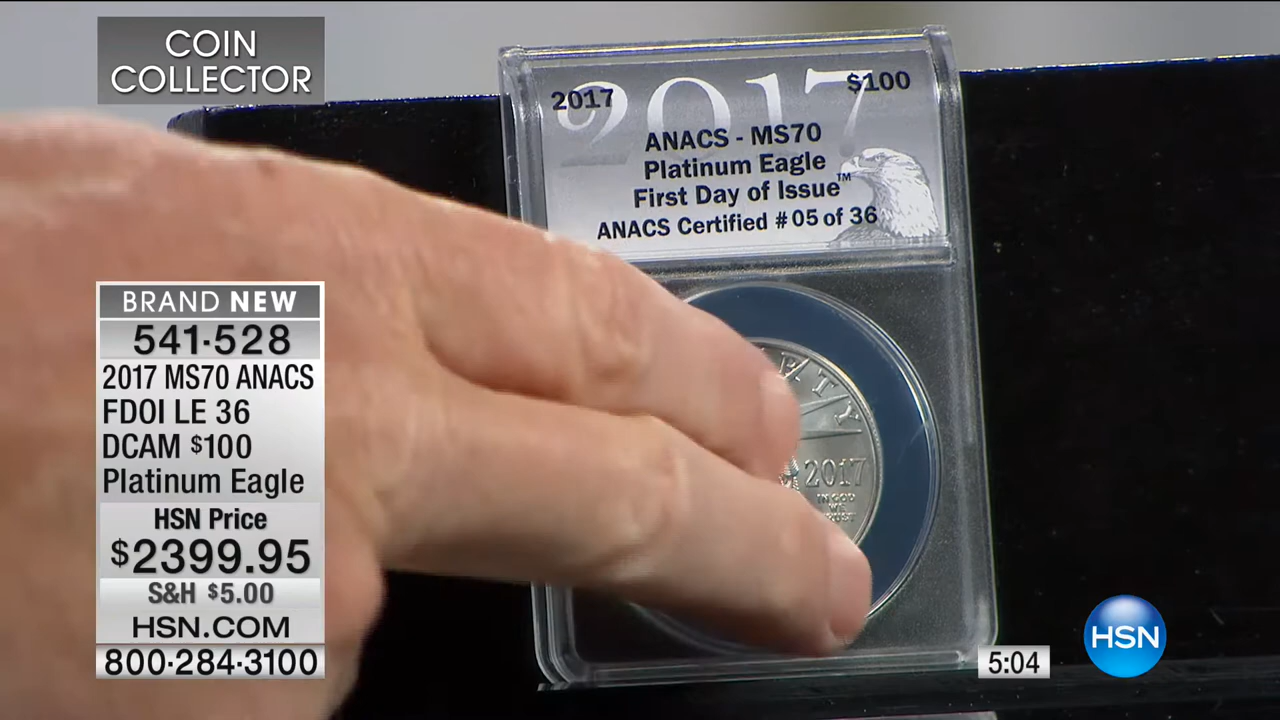 COIN
COLLECTOR
2017
2017
$100
ANACS - MS70
Platinum Eagle
First Day of Issue™
ANACS Certified # 05 of 36
2017
IN GOD
WE
BRAND NEW
541·528
2017 MS70 ANACS
FDOI LE 36
DCAM $100
Platinum Eagle
HSN Price
$2399.95
S&H $5.00
HSN.COM
800·284·3100
5:04
HSN